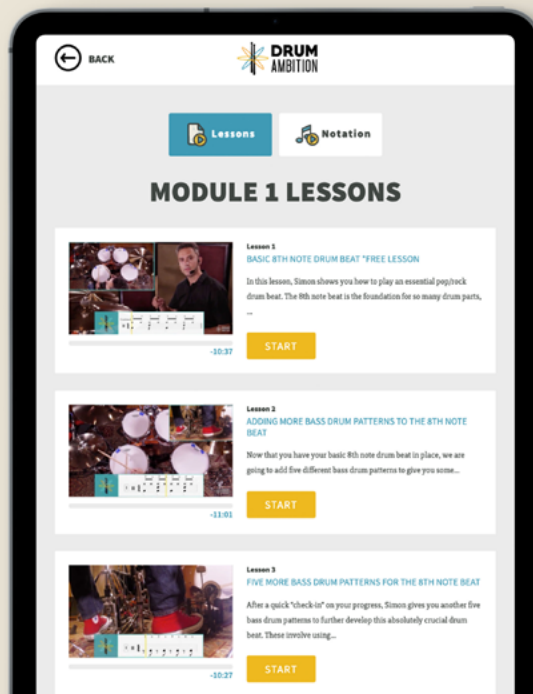 BACK
DRUM
AMBITION
Lessons
Notation
MODULE 1 LESSONS
Lesson 1
BASIC 8TH NOTE DRUM BEAT "FREE LESSON
In this lesson, Simon shows you how to play an essential pop/rock
drum beat. The 8th note beat is the foundation for so many drum parts,
...
-10:37
START
Lesson 2
ADDING MORE BASS DRUM PATTERNS TO THE 8TH NOTE
BEAT
Now that you have your basic 8th note drum beat in place, we are
going to add five different bass drum patterns to give you some...
-11:01
START
Lesson 3
FIVE MORE BASS DRUM PATTERNS FOR THE 8TH NOTE BEAT
After a quick "check-in" on your progress, Simon gives you another five
bass drum patterns to further develop this absolutely crucial drum
beat. These involve using...
-10:27
START